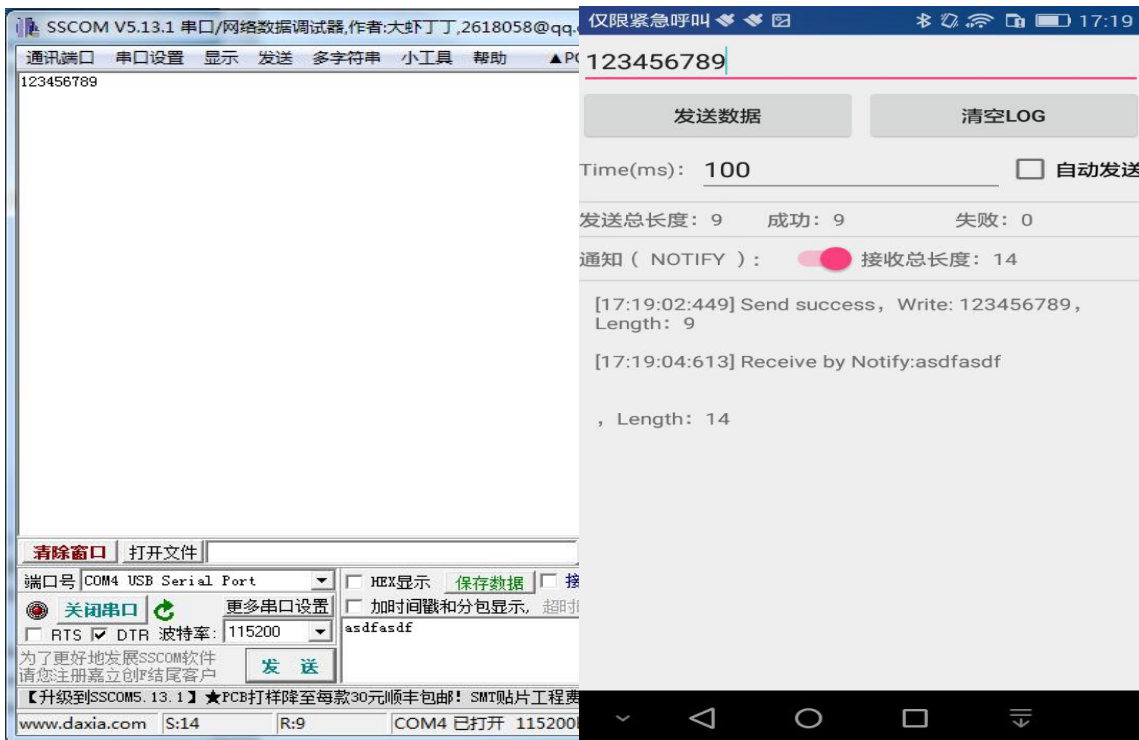 SSCOM V5.13.1 串口/网络数据调试器,作者:大虾丁丁,2618058@qq.
通讯端口 串口设置 显示 发送 多字符串 小工具 帮助 ▲PC
123456789
清除窗口 打开文件
端口号 COM4 USB Serial Port HEX显示 保存数据 接
关闭串口 更多串口设置 加时间戳和分包显示, 超时
RTS DTR 波特率: 115200 asdfasdf
为了更好地发展SSCOM软件
请您注册嘉立创F结尾客户
发 送
【升级到SSCOM5.13.1】★PCB打样降至每款30元顺丰包邮! SMT贴片工程费
www.daxia.com S:14 R:9 COM4 已打开 115200
仅限紧急呼叫 17:19
123456789
发送数据 清空LOG
Time(ms): 100 自动发送
发送总长度: 9 成功: 9 失败: 0
通知 ( NOTIFY ) : 接收总长度: 14
[17:19:02:449] Send success, Write: 123456789,
Length: 9
[17:19:04:613] Receive by Notify:asdfasdf
, Length: 14